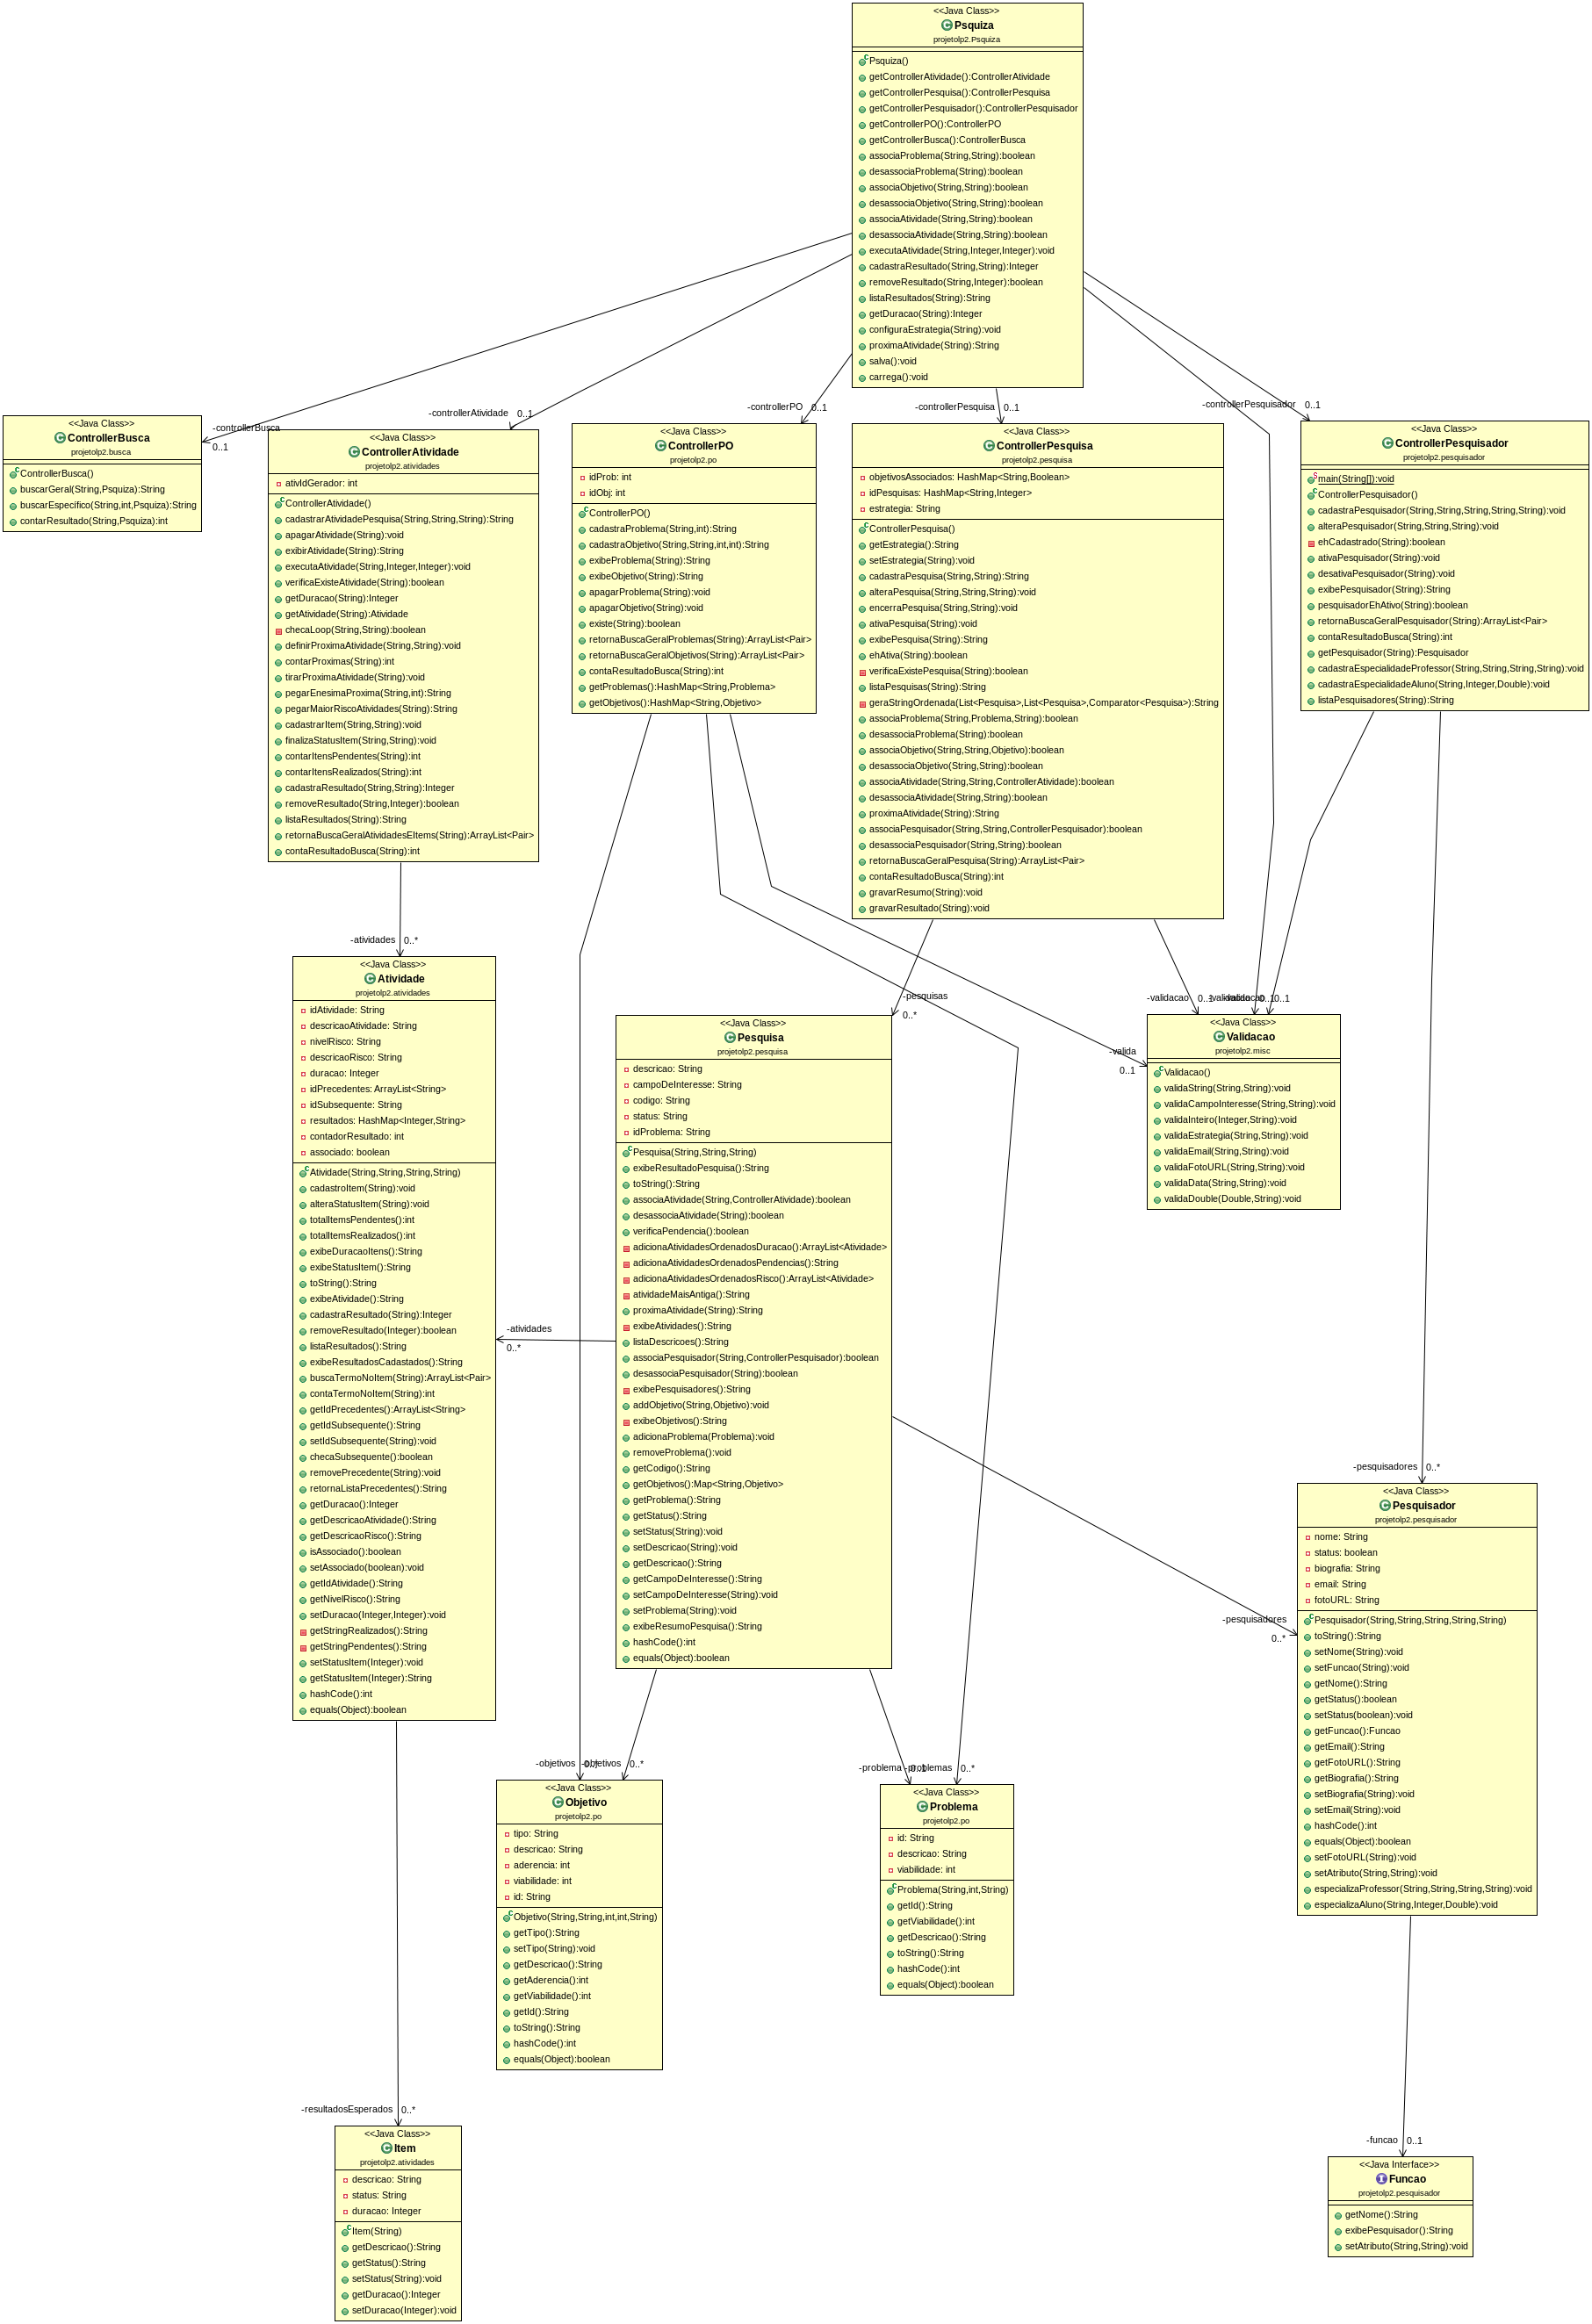 <<Java Class>>
Psquiza
projetolp2.Psquiza
Psquiza()
getControllerAtividade():ControllerAtividade
getControllerPesquisa():ControllerPesquisa
getControllerPesquisador():ControllerPesquisador
getControllerPO():ControllerPO
getControllerBusca():ControllerBusca
associaProblema(String,String):boolean
desassociaProblema(String):boolean
associaObjetivo(String,String):boolean
desassociaObjetivo(String,String):boolean
associaAtividade(String,String):boolean
desassociaAtividade(String,String):boolean
executaAtividade(String,Integer,Integer):void
cadastraResultado(String,String):Integer
removeResultado(String,Integer):boolean
listaResultados(String):String
getDuracao(String):Integer
configuraEstrategia(String):void
proximaAtividade(String):String
salva():void
carrega():void
-controllerBusca
0..1
-controllerAtividade
0..1
-controllerPO
0..1
-controllerPesquisa
0..1
-controllerPesquisador
0..1
<<Java Class>>
ControllerBusca
projetolp2.busca
ControllerBusca()
buscarGeral(String,Psquiza):String
buscarEspecifico(String,int,Psquiza):String
contarResultado(String,Psquiza):int
<<Java Class>>
ControllerAtividade
projetolp2.atividades
ativIdGerador: int
ControllerAtividade()
cadastrarAtividadePesquisa(String,String,String):String
apagarAtividade(String):void
exibirAtividade(String):String
executaAtividade(String,Integer,Integer):void
verificaExisteAtividade(String):boolean
getDuracao(String):Integer
getAtividade(String):Atividade
checaLoop(String,String):boolean
definirProximaAtividade(String,String):void
contarProximas(String):int
tirarProximaAtividade(String):void
pegarEnesimaProxima(String,int):String
pegarMaiorRiscoAtividades(String):String
cadastrarItem(String,String):void
finalizaStatusItem(String,String):void
contarItensPendentes(String):int
contarItensRealizados(String):int
cadastraResultado(String,String):Integer
removeResultado(String,Integer):boolean
listaResultados(String):String
retornaBuscaGeralAtividadesEItems(String):ArrayList<Pair>
contaResultadoBusca(String):int
<<Java Class>>
ControllerPO
projetolp2.po
idProb: int
idObj: int
ControllerPO()
cadastraProblema(String,int):String
cadastraObjetivo(String,String,int,int):String
exibeProblema(String):String
exibeObjetivo(String):String
apagarProblema(String):void
apagarObjetivo(String):void
existe(String):boolean
retornaBuscaGeralProblemas(String):ArrayList<Pair>
retornaBuscaGeralObjetivos(String):ArrayList<Pair>
contaResultadoBusca(String):int
getProblemas():HashMap<String,Problema>
getObjetivos():HashMap<String,Objetivo>
<<Java Class>>
ControllerPesquisa
projetolp2.pesquisa
objetivosAssociados: HashMap<String,Boolean>
idPesquisas: HashMap<String,Integer>
estrategia: String
ControllerPesquisa()
getEstrategia():String
setEstrategia(String):void
cadastraPesquisa(String,String):String
alteraPesquisa(String,String,String):void
encerraPesquisa(String,String):void
ativaPesquisa(String):void
exibePesquisa(String):String
ehAtiva(String):boolean
verificaExistePesquisa(String):boolean
listaPesquisas(String):String
geraStringOrdenada(List<Pesquisa>,List<Pesquisa>,Comparator<Pesquisa>):String
associaProblema(String,Problema,String):boolean
desassociaProblema(String):boolean
associaObjetivo(String,String,Objetivo):boolean
desassociaObjetivo(String,String):boolean
associaAtividade(String,String,ControllerAtividade):boolean
desassociaAtividade(String,String):boolean
proximaAtividade(String):String
associaPesquisador(String,String,ControllerPesquisador):boolean
desassociaPesquisador(String,String):boolean
retornaBuscaGeralPesquisa(String):ArrayList<Pair>
contaResultadoBusca(String):int
gravarResumo(String):void
gravarResultado(String):void
<<Java Class>>
ControllerPesquisador
projetolp2.pesquisador
main(String[]):void
ControllerPesquisador()
cadastraPesquisador(String,String,String,String,String):void
alteraPesquisador(String,String,String):void
ehCadastrado(String):boolean
ativaPesquisador(String):void
desativaPesquisador(String):void
exibePesquisador(String):String
pesquisadorEhAtivo(String):boolean
retornaBuscaGeralPesquisador(String):ArrayList<Pair>
contaResultadoBusca(String):int
getPesquisador(String):Pesquisador
cadastraEspecialidadeProfessor(String,String,String,String):void
cadastraEspecialidadeAluno(String,Integer,Double):void
listaPesquisadores(String):String
-atividades
0..*
-pesquisas
0..*
-validacao
0..1
0..1
-valida
0..1
<<Java Class>>
Atividade
projetolp2.atividades
idAtividade: String
descricaoAtividade: String
nivelRisco: String
descricaoRisco: String
duracao: Integer
idPrecedentes: ArrayList<String>
idSubsequente: String
resultados: HashMap<Integer,String>
contadorResultado: int
associado: boolean
Atividade(String,String,String,String)
cadastroItem(String):void
alteraStatusItem(String):void
totalItemsPendentes():int
totalItemsRealizados():int
exibeDuracaoItens():String
exibeStatusItem():String
toString():String
exibeAtividade():String
cadastraResultado(String):Integer
removeResultado(Integer):boolean
listaResultados():String
exibeResultadosCadastados():String
buscaTermoNoItem(String):ArrayList<Pair>
contaTermoNoItem(String):int
getIdPrecedentes():ArrayList<String>
getIdSubsequente():String
setIdSubsequente(String):void
checaSubsequente():boolean
removePrecedente(String):void
retornaListaPrecedentes():String
getDuracao():Integer
getDescricaoAtividade():String
getDescricaoRisco():String
isAssociado():boolean
setAssociado(boolean):void
getIdAtividade():String
getNivelRisco():String
setDuracao(Integer,Integer):void
getStringRealizados():String
getStringPendentes():String
setStatusItem(Integer):void
getStatusItem(Integer):String
hashCode():int
equals(Object):boolean
<<Java Class>>
Pesquisa
projetolp2.pesquisa
descricao: String
campoDeInteresse: String
codigo: String
status: String
idProblema: String
Pesquisa(String,String,String)
exibeResultadoPesquisa():String
toString():String
associaAtividade(String,ControllerAtividade):boolean
desassociaAtividade(String):boolean
verificaPendencia():boolean
adicionaAtividadesOrdenadosDuracao():ArrayList<Atividade>
adicionaAtividadesOrdenadosPendencias():String
adicionaAtividadesOrdenadosRisco():ArrayList<Atividade>
atividadeMaisAntiga():String
proximaAtividade(String):String
exibeAtividades():String
listaDescricoes():String
associaPesquisador(String,ControllerPesquisador):boolean
desassociaPesquisador(String):boolean
exibePesquisadores():String
addObjetivo(String,Objetivo):void
exibeObjetivos():String
adicionaProblema(Problema):void
removeProblema():void
getCodigo():String
getObjetivos():Map<String,Objetivo>
getProblema():String
getStatus():String
setStatus(String):void
setDescricao(String):void
getDescricao():String
getCampoDeInteresse():String
setCampoDeInteresse(String):void
setProblema(String):void
exibeResumoPesquisa():String
hashCode():int
equals(Object):boolean
<<Java Class>>
Validacao
projetolp2.misc
Validacao()
validaString(String,String):void
validaCampoInteresse(String,String):void
validaInteiro(Integer,String):void
validaEstrategia(String,String):void
validaEmail(String,String):void
validaFotoURL(String,String):void
validaData(String,String):void
validaDouble(Double,String):void
-atividades
0..*
-pesquisadores
0..*
-pesquisadores
0..*
<<Java Class>>
Pesquisador
projetolp2.pesquisador
nome: String
status: boolean
biografia: String
email: String
fotoURL: String
Pesquisador(String,String,String,String,String)
toString():String
setNome(String):void
setFuncao(String):void
getNome():String
getStatus():boolean
setStatus(boolean):void
getFuncao():Funcao
getEmail():String
getFotoURL():String
getBiografia():String
setBiografia(String):void
setEmail(String):void
hashCode():int
equals(Object):boolean
setFotoURL(String):void
setAtributo(String,String):void
especializaProfessor(String,String,String,String):void
especializaAluno(String,Integer,Double):void
-objetivos
-objetivos
0..*
-problema
-problemas
0..*
<<Java Class>>
Objetivo
projetolp2.po
tipo: String
descricao: String
aderencia: int
viabilidade: int
id: String
Objetivo(String,String,int,int,String)
getTipo():String
setTipo(String):void
getDescricao():String
getAderencia():int
getViabilidade():int
getId():String
toString():String
hashCode():int
equals(Object):boolean
<<Java Class>>
Problema
projetolp2.po
id: String
descricao: String
viabilidade: int
Problema(String,int,String)
getId():String
getViabilidade():int
getDescricao():String
toString():String
hashCode():int
equals(Object):boolean
-resultadosEsperados
0..*
<<Java Class>>
Item
projetolp2.atividades
descricao: String
status: String
duracao: Integer
Item(String)
getDescricao():String
getStatus():String
setStatus(String):void
getDuracao():Integer
setDuracao(Integer):void
-funcao
0..1
<<Java Interface>>
Funcao
projetolp2.pesquisador
getNome():String
exibePesquisador():String
setAtributo(String,String):void